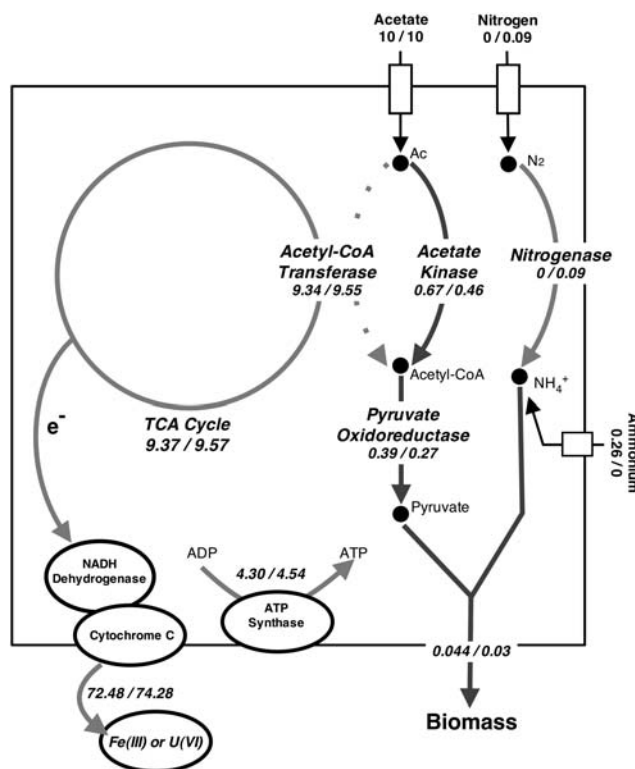 Acetate
10 / 10
Nitrogen
0 / 0.09
Ac
N2
Acetyl-CoA
Transferase
9.34 / 9.55
Acetate
Kinase
0.67 / 0.46
Nitrogenase
0 / 0.09
Acetyl-CoA
NH4+
Ammonium
0.26 / 0
e-
TCA Cycle
9.37 / 9.57
Pyruvate
Oxidoreductase
0.39 / 0.27
Pyruvate
NADH
Dehydrogenase
Cytochrome C
ADP
ATP
4.30 / 4.54
ATP
Synthase
0.044 / 0.03
72.48 / 74.28
Biomass
Fe(III) or U(VI)